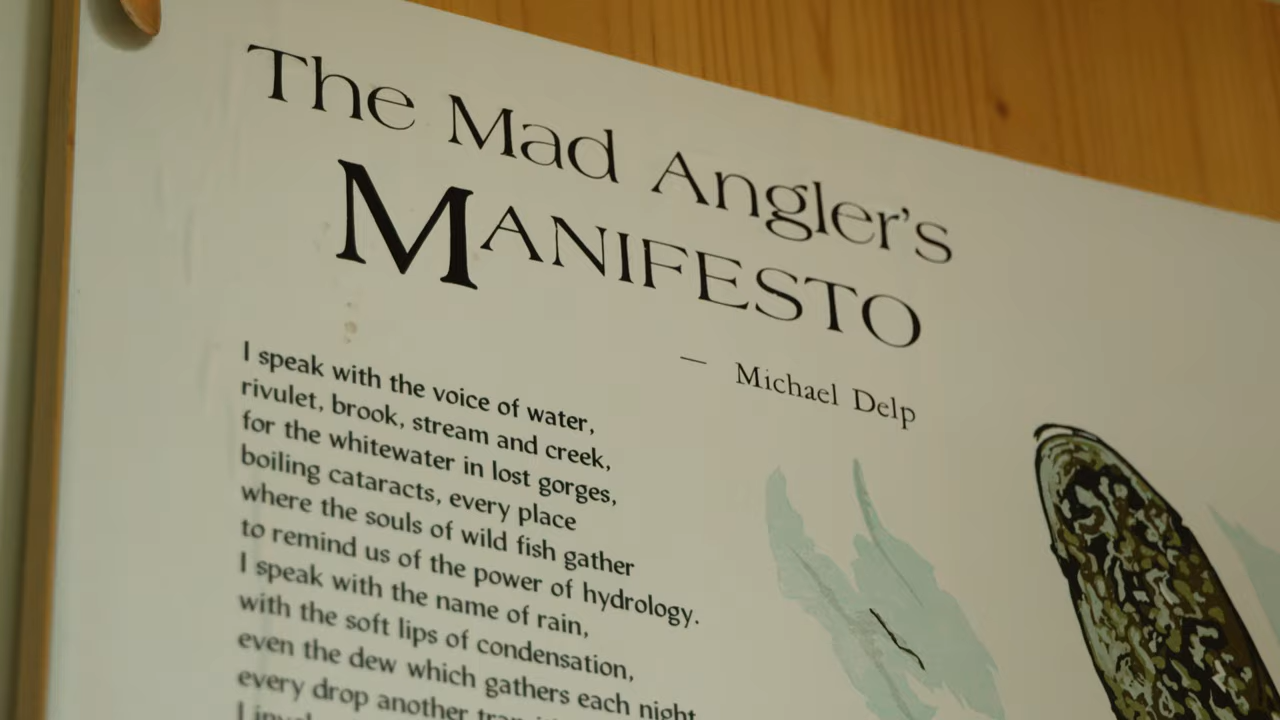 The Mad Angler's
MANIFESTO
— Michael Delp
I speak with the voice of water,
rivulet, brook, stream and creek,
for the whitewater in lost gorges,
boiling cataracts, every place
where the souls of wild fish gather
to remind us of the power of hydrology.
I speak with the name of rain,
with the soft lips of condensation,
even the dew which gathers each night
every drop another
I